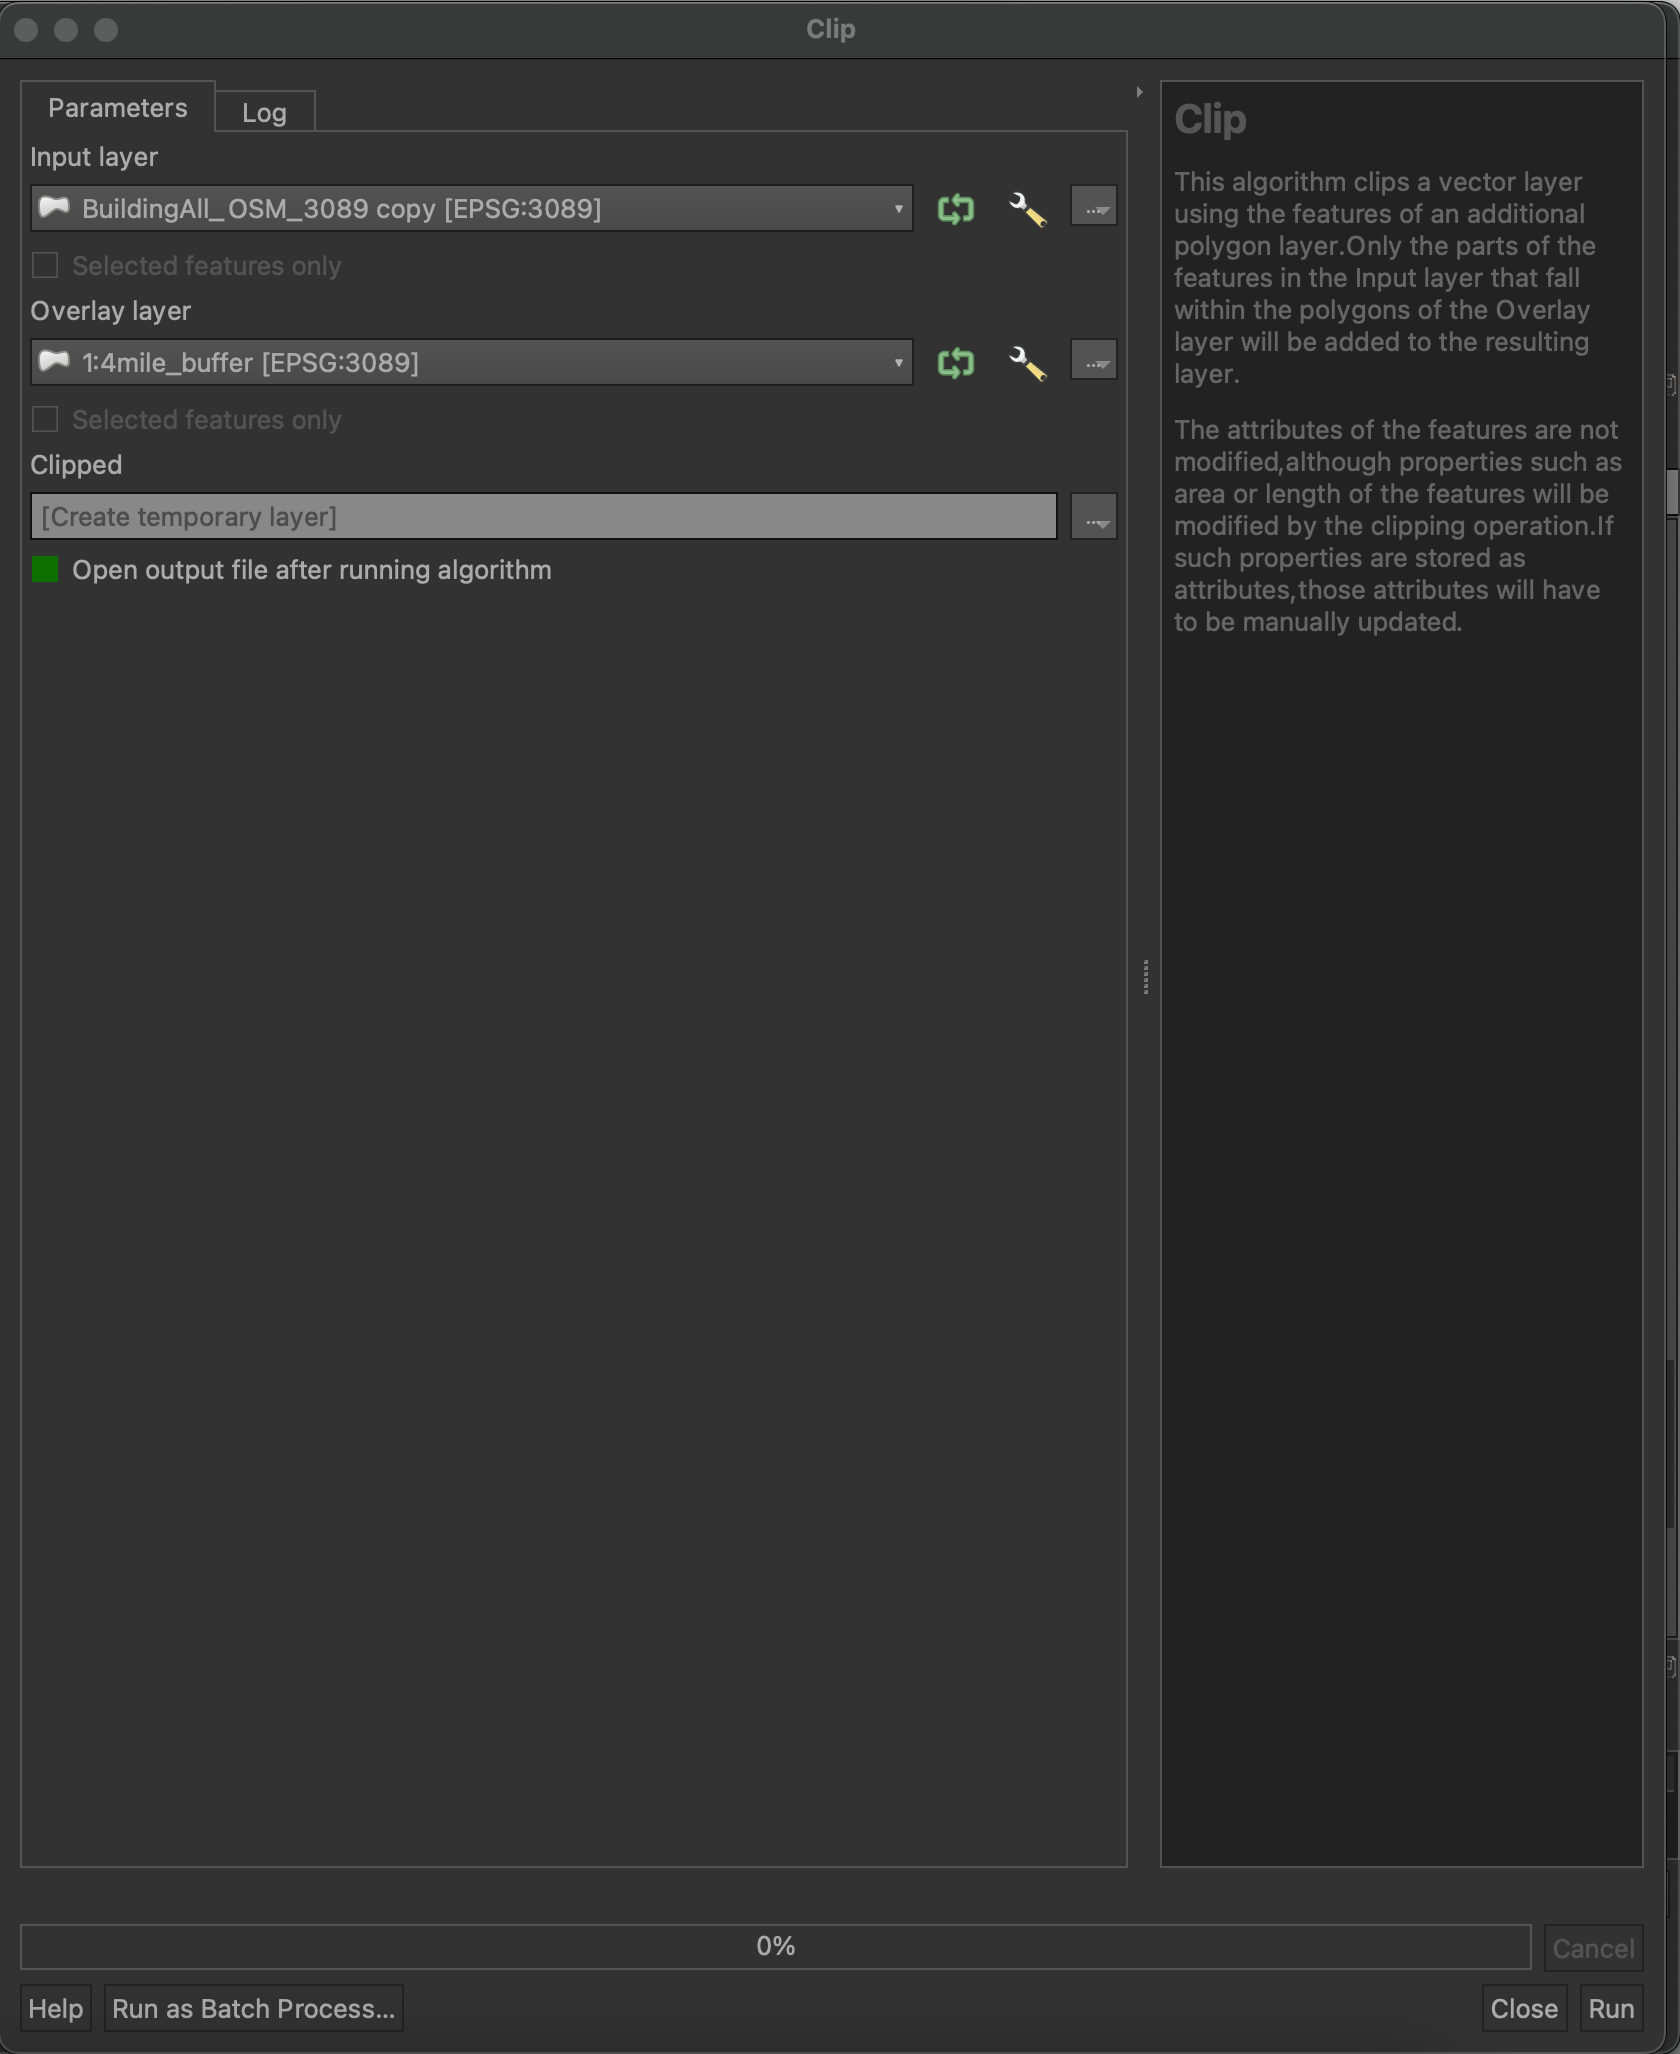 Clip
Parameters
Log
Input layer
BuildingAll_OSM_3089 copy [EPSG:3089]
...
Selected features only
Overlay layer
1:4mile_buffer [EPSG:3089]
...
Selected features only
Clipped
[Create temporary layer]
...
Open output file after running algorithm
Clip
This algorithm clips a vector layer
using the features of an additional
polygon layer.Only the parts of the
features in the Input layer that fall
within the polygons of the Overlay
layer will be added to the resulting
layer.
The attributes of the features are not
modified,although properties such as
area or length of the features will be
modified by the clipping operation.If
such properties are stored as
attributes,those attributes will have
to be manually updated.
0%
Cancel
Help
Run as Batch Process...
Close
Run